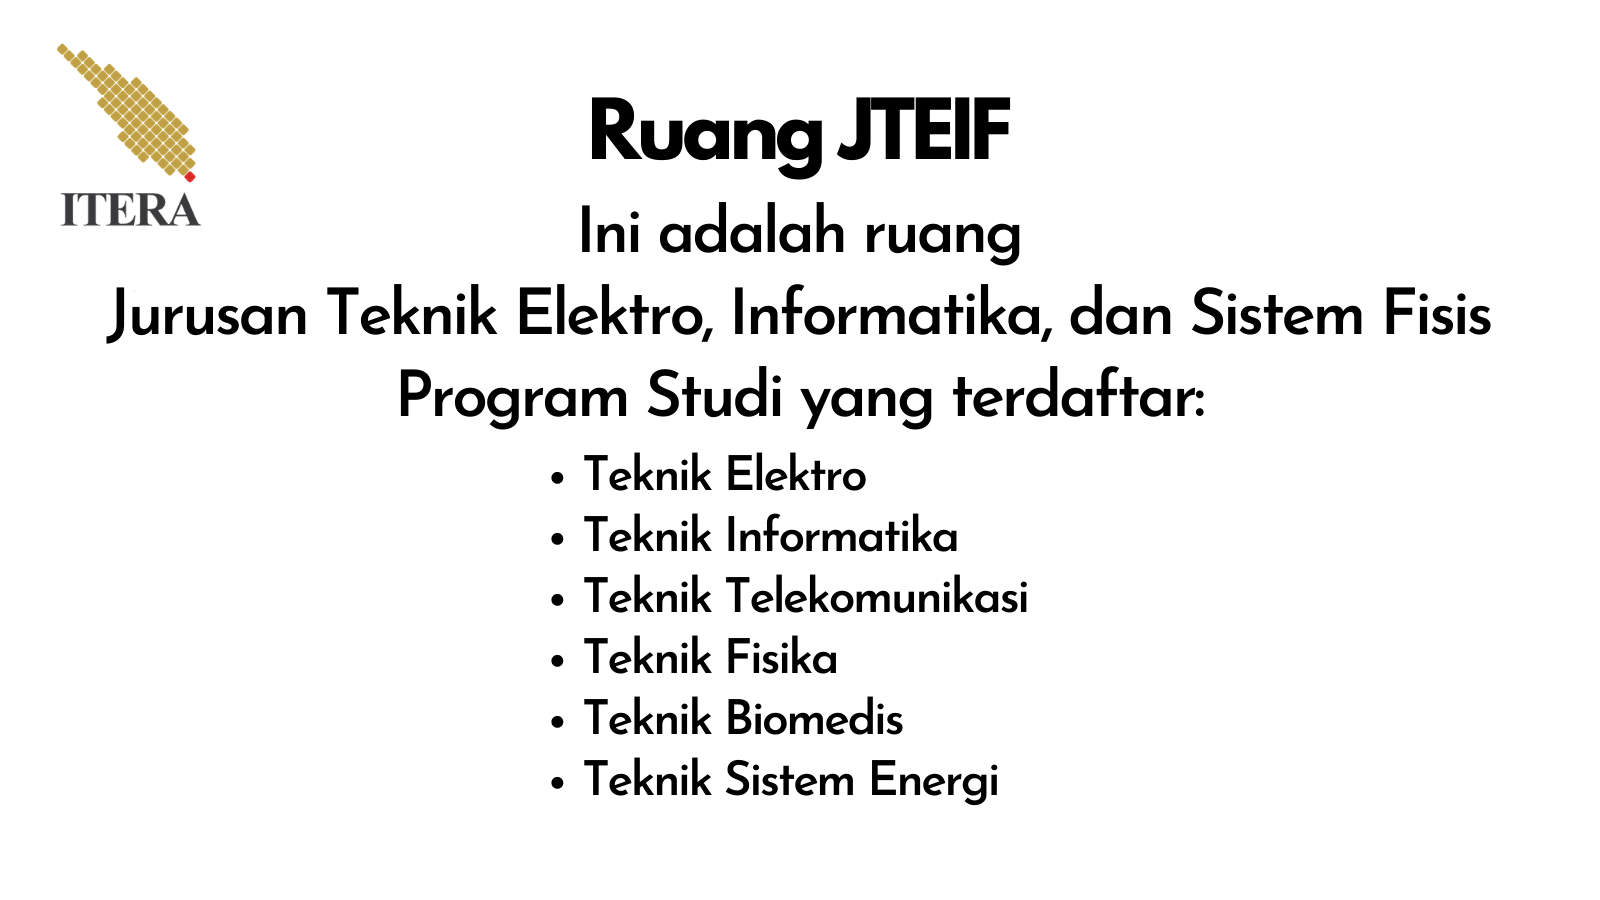 ITERA
Ruang JTEIF
Ini adalah ruang
Jurusan Teknik Elektro, Informatika, dan Sistem Fisis
Program Studi yang terdaftar:
• Teknik Elektro
• Teknik Informatika
• Teknik Telekomunikasi
• Teknik Fisika
• Teknik Biomedis
• Teknik Sistem Energi